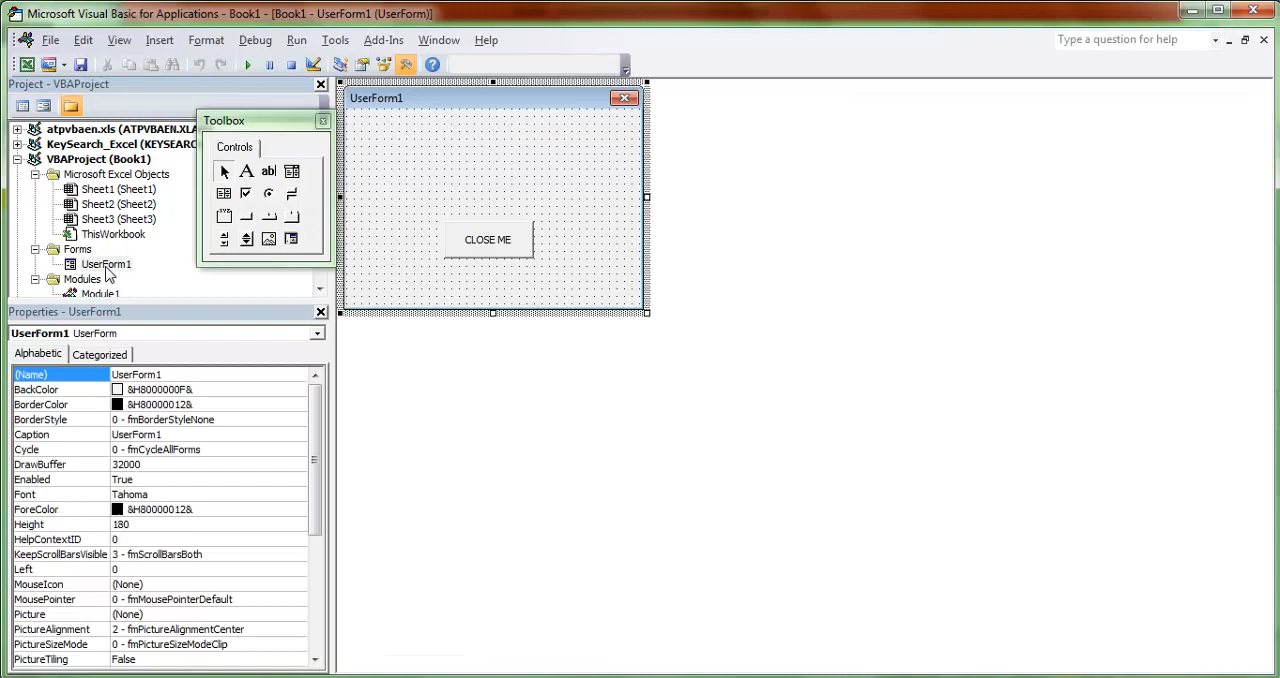 Microsoft Visual Basic for Applications - Book1 - [Book1 - UserForm1 (UserForm)]
File Edit View Insert Format Debug Run Tools Add-Ins Window Help Type a question for help
Project - VBAProject
UserForm1
Toolbox
Controls
A ab|
XYZ
CLOSE ME
atpvbaen.xls (ATPVBAEN.XLA
KeySearch_Excel (KEYSEARC
VBAProject (Book1)
Microsoft Excel Objects
Sheet1 (Sheet1)
Sheet2 (Sheet2)
Sheet3 (Sheet3)
ThisWorkbook
Forms
UserForm1
Modules
Module1
Properties - UserForm1
UserForm1 UserForm
Alphabetic Categorized
(Name) UserForm1
BackColor &H8000000F&
BorderColor &H80000012&
BorderStyle 0 - fmBorderStyleNone
Caption UserForm1
Cycle 0 - fmCycleAllForms
DrawBuffer 32000
Enabled True
Font Tahoma
ForeColor &H80000012&
Height 180
HelpContextID 0
KeepScrollBarsVisible 3 - fmScrollBarsBoth
Left 0
MouseIcon (None)
MousePointer 0 - fmMousePointerDefault
Picture (None)
PictureAlignment 2 - fmPictureAlignmentCenter
PictureSizeMode 0 - fmPictureSizeModeClip
PictureTiling False